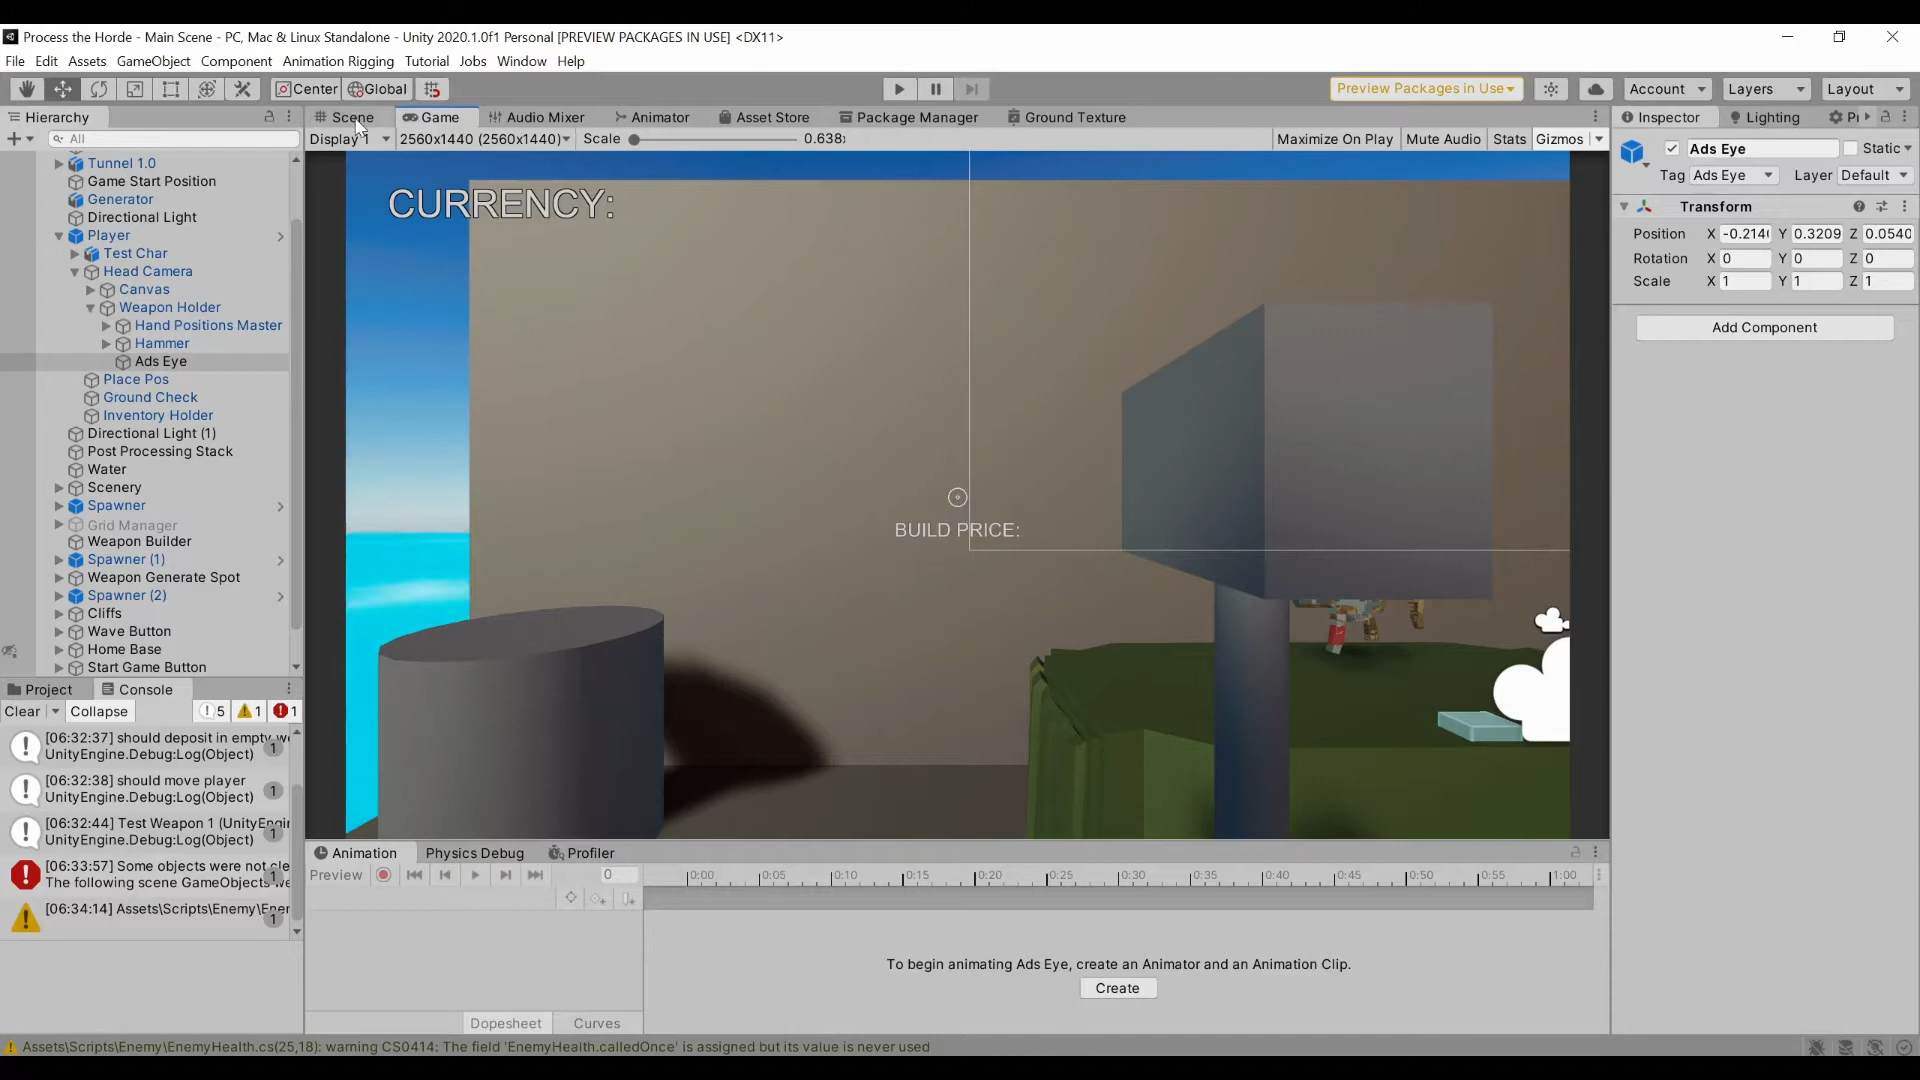 Process the Horde - Main Scene - PC, Mac & Linux Standalone - Unity 2020.1.0f1 Personal [PREVIEW PACKAGES IN USE] <DX11>
File Edit Assets GameObject Component Animation Rigging Tutorial Jobs Window Help
Center Global Preview Packages in Use Account Layers Layout
Hierarchy
All
Tunnel 1.0
Game Start Position
Generator
Directional Light
Player
Test Char
Head Camera
Canvas
Weapon Holder
Hand Positions Master
Hammer
Ads Eye
Place Pos
Ground Check
Inventory Holder
Directional Light (1)
Post Processing Stack
Water
Scenery
Spawner
Grid Manager
Weapon Builder
Spawner (1)
Weapon Generate Spot
Spawner (2)
Cliffs
Wave Button
Home Base
Start Game Button
Scene Game Audio Mixer Animator Asset Store Package Manager Ground Texture
Display 1 2560x1440 (2560x1440) Scale 0.638x Maximize On Play Mute Audio Stats Gizmos
CURRENCY:
BUILD PRICE:
Inspector Lighting
Ads Eye Static
Tag Ads Eye Layer Default
Transform
Position X -0.214 Y 0.3209 Z 0.0540
Rotation X 0 Y 0 Z 0
Scale X 1 Y 1 Z 1
Add Component
Project Console
Clear Collapse 5 1 1
[06:32:37] should deposit in empty
UnityEngine.Debug:Log(Object) 1
[06:32:38] should move player
UnityEngine.Debug:Log(Object) 1
[06:32:44] Test Weapon 1 (UnityEngin
UnityEngine.Debug:Log(Object) 1
[06:33:57] Some objects were not cle
The following scene GameObjects we 1
[06:34:14] Assets\Scripts\Enemy\Ene 1
Animation Physics Debug Profiler
Preview 0 0:00 0:05 0:10 0:15 0:20 0:25 0:30 0:35 0:40 0:45 0:50 0:55 1:00
To begin animating Ads Eye, create an Animator and an Animation Clip.
Create
Dopesheet Curves
Assets\Scripts\Enemy\EnemyHealth.cs(25,18): warning CS0414: The field 'EnemyHealth.calledOnce' is assigned but its value is never used